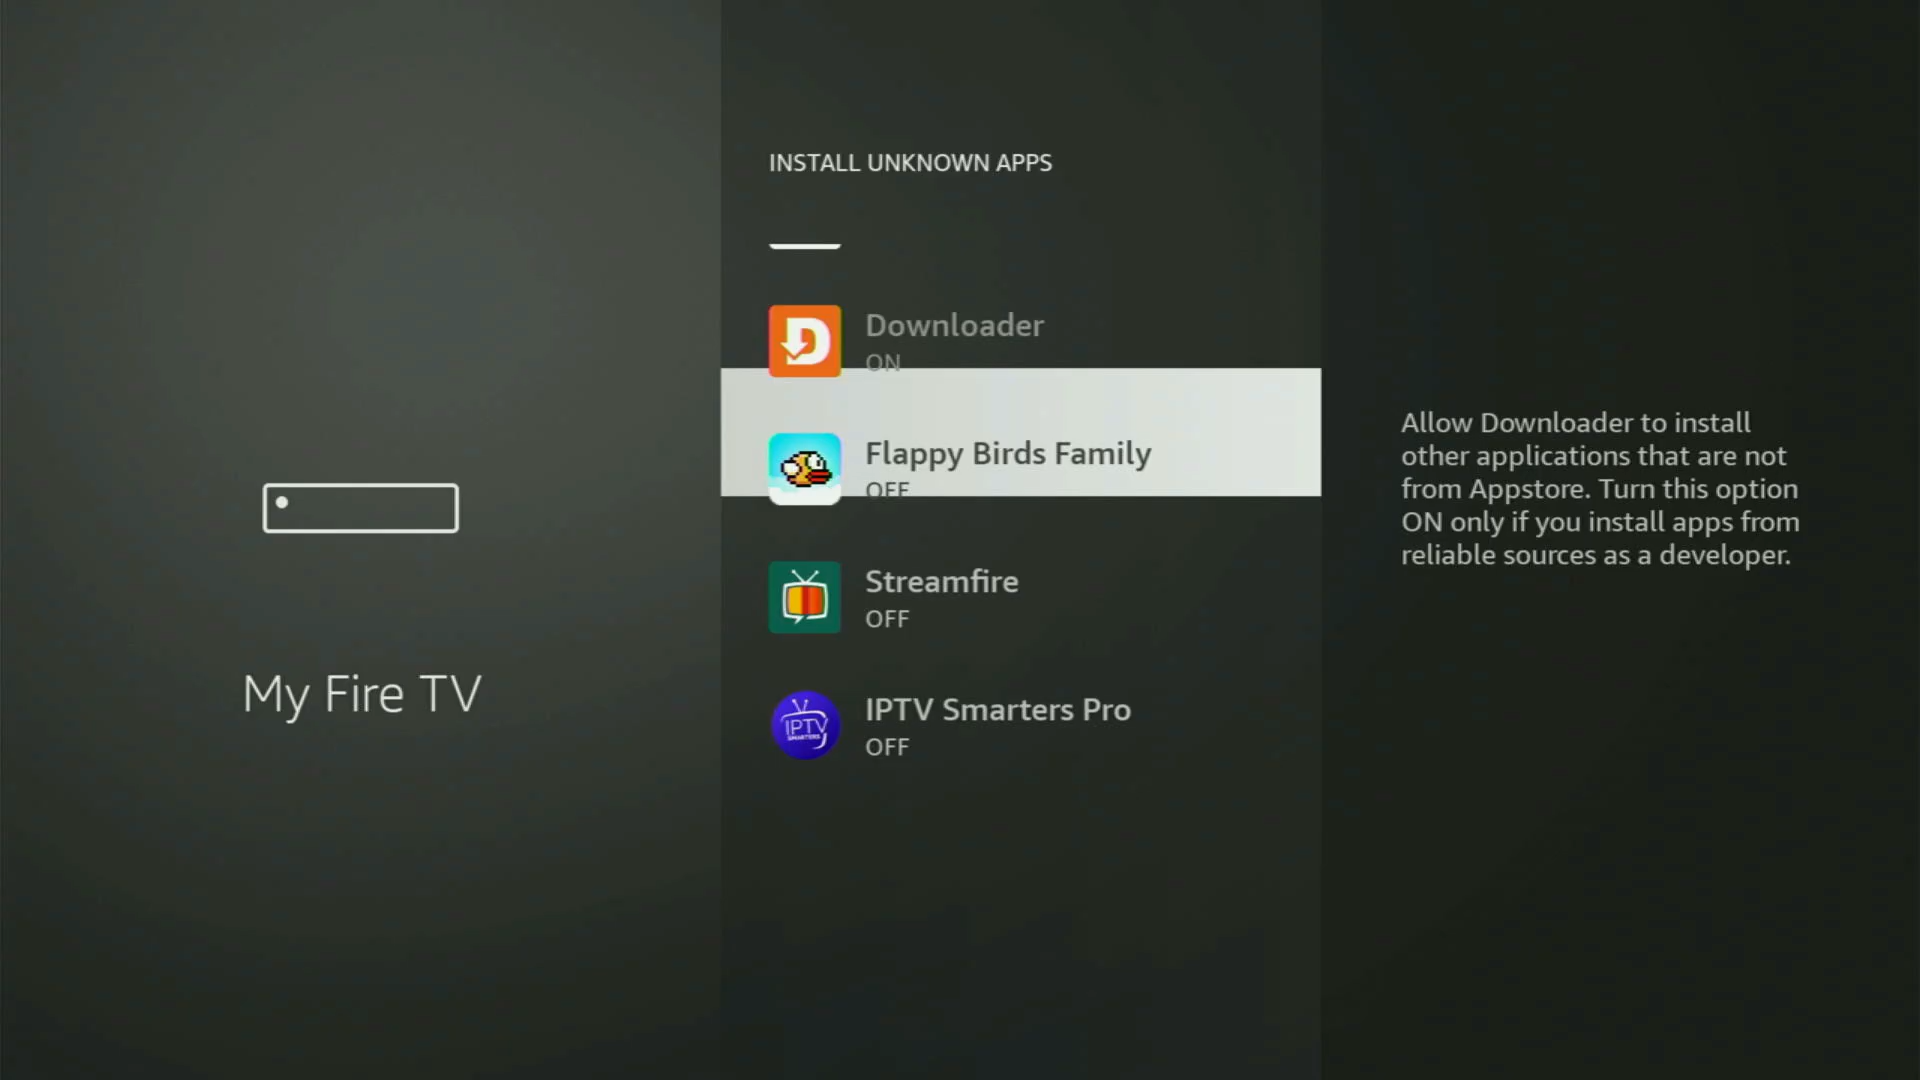 INSTALL UNKNOWN APPS
Downloader
ON
Flappy Birds Family
OFF
Streamfire
OFF
IPTV
SMARTERS
IPTV Smarters Pro
OFF
My Fire TV
Allow Downloader to install
other applications that are not
from Appstore. Turn this option
ON only if you install apps from
reliable sources as a developer.